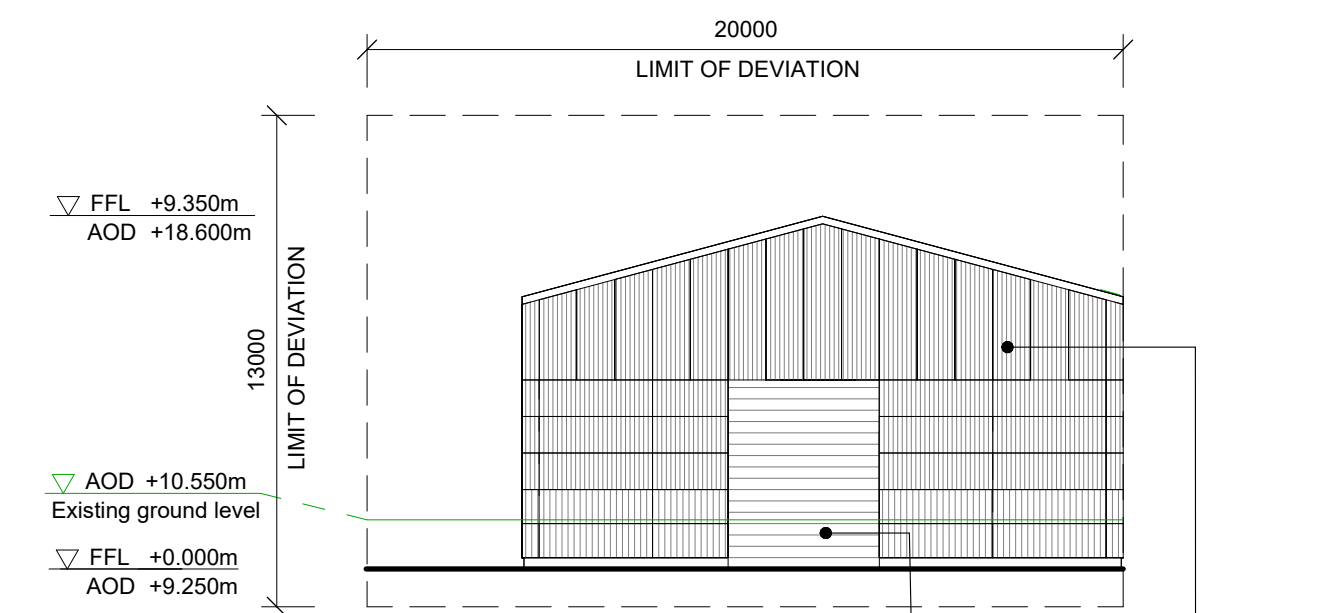 20000
LIMIT OF DEVIATION
FFL +9.350m
AOD +18.600m
13000
LIMIT OF DEVIATION
AOD +10.550m
Existing ground level
FFL +0.000m
AOD +9.250m